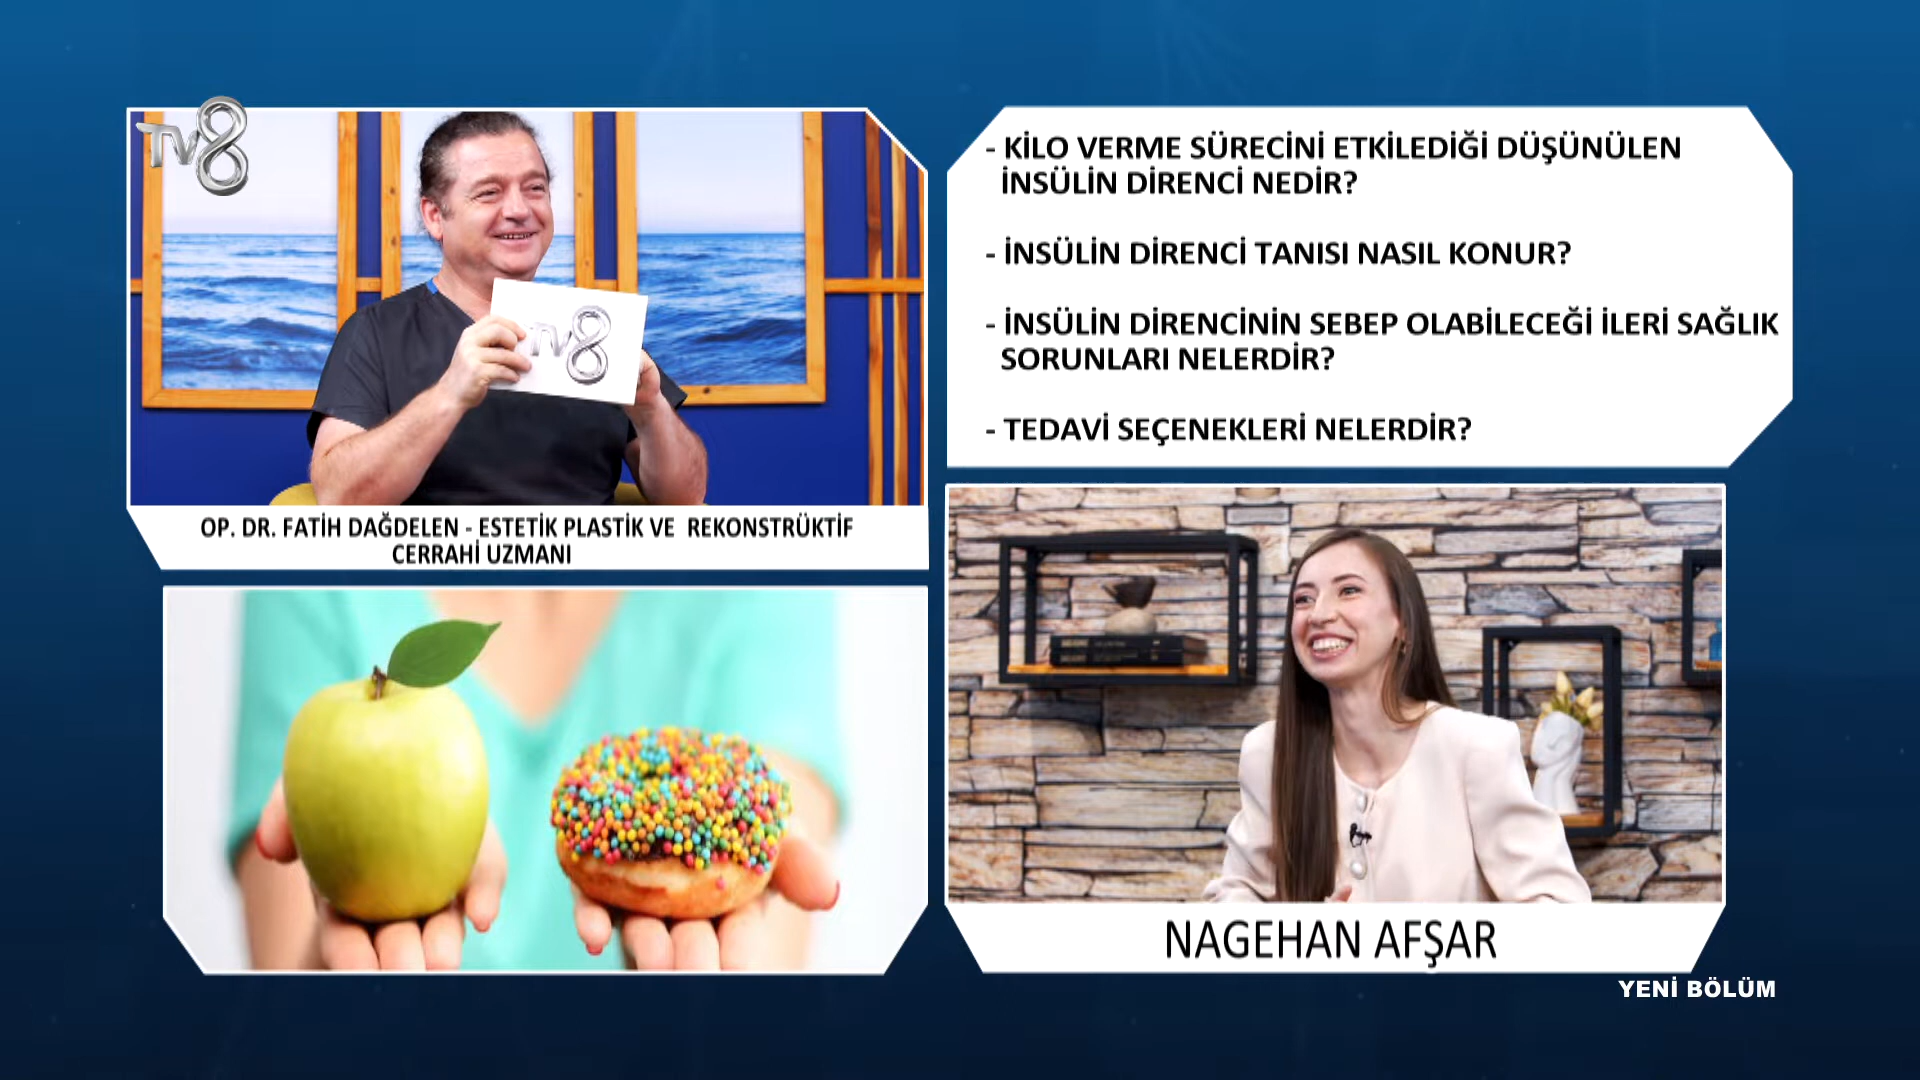 TV8
- KİLO VERME SÜRECİNİ ETKİLEDİĞİ DÜŞÜNÜLEN
İNSÜLİN DİRENCİ NEDİR?
- İNSÜLİN DİRENCİ TANISI NASIL KONUR?
- İNSÜLİN DİRENCİNİN SEBEP OLABİLECEĞİ İLERİ SAĞLIK
SORUNLARI NELERDİR?
- TEDAVİ SEÇENEKLERİ NELERDİR?
TV8
OP. DR. FATİH DAĞDELEN - ESTETİK PLASTİK VE REKONSTRÜKTİF
CERRAHİ UZMANI
NAGEHAN AFŞAR
YENİ BÖLÜM